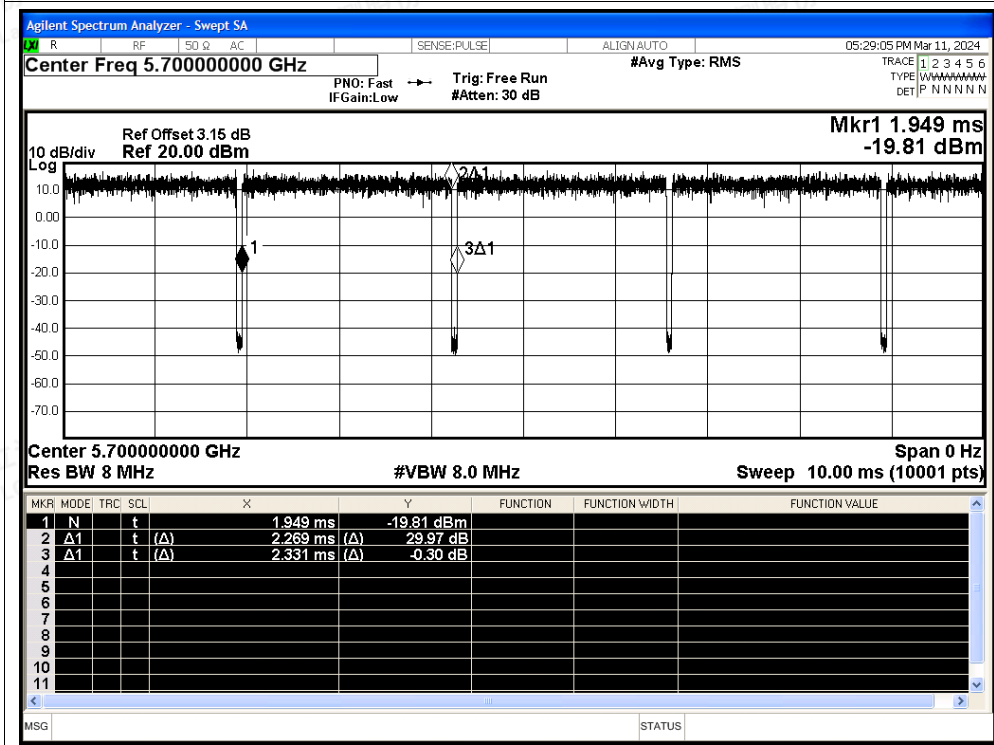 Agilent Spectrum Analyzer - Swept SA
LXI R RF 50 Ω AC SENSE:PULSE ALIGN AUTO 05:29:05 PM Mar 11, 2024
Center Freq 5.700000000 GHz #Avg Type: RMS TRACE 1 2 3 4 5 6
PNO: Fast Trig: Free Run TYPE
IFGain:Low #Atten: 30 dB DET P N N N N N
Mkr1 1.949 ms
Ref Offset 3.15 dB
10 dB/div Ref 20.00 dBm -19.81 dBm
Log
2Δ1
10.0
0.00
-10.0 1 3Δ1
-20.0
-30.0
-40.0
-50.0
-60.0
-70.0
Center 5.700000000 GHz Span 0 Hz
Res BW 8 MHz #VBW 8.0 MHz Sweep 10.00 ms (10001 pts)
MKR MODE TRC SCL X Y FUNCTION FUNCTION WIDTH FUNCTION VALUE
1 N t 1.949 ms -19.81 dBm
2 Δ1 t (Δ) 2.269 ms (Δ) 29.97 dB
3 Δ1 t (Δ) 2.331 ms (Δ) -0.30 dB
4
5
6
7
8
9
10
11
MSG STATUS